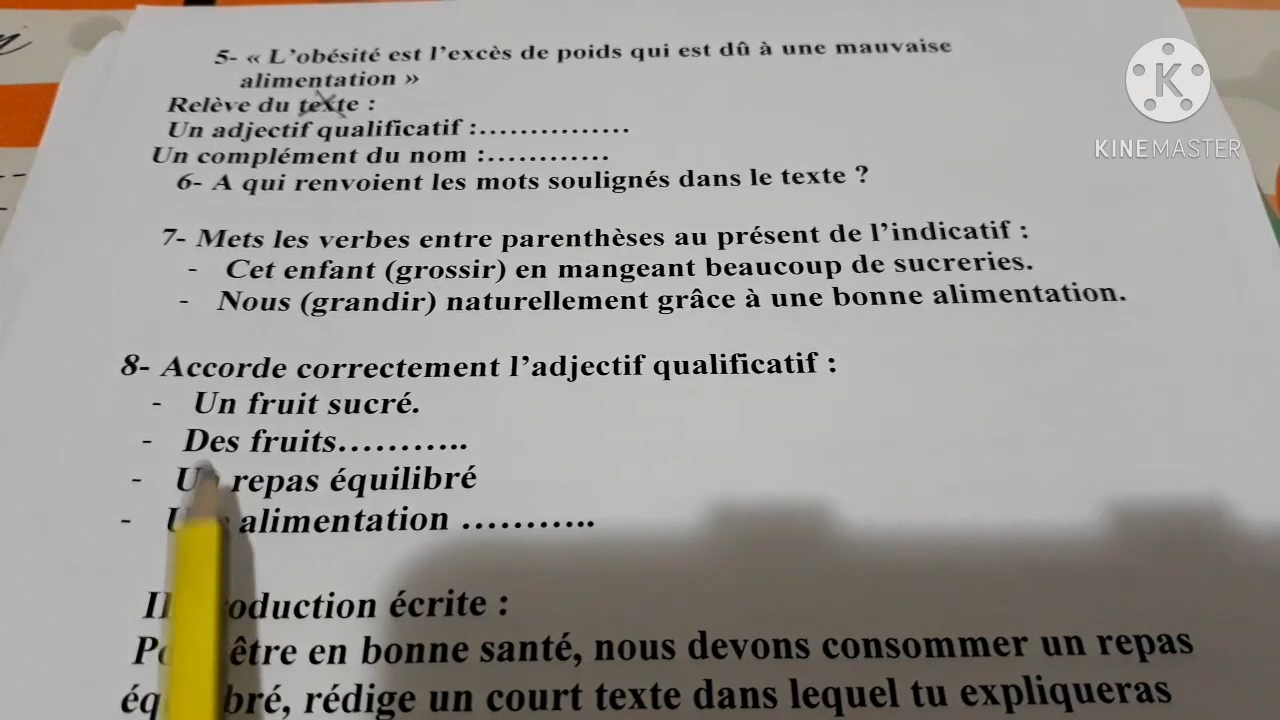 5- « L’obésité est l’excès de poids qui est dû à une mauvaise
alimentation »
Relève du texte :
Un adjectif qualificatif :……………
Un complément du nom :…………
6- A qui renvoient les mots soulignés dans le texte ?
7- Mets les verbes entre parenthèses au présent de l’indicatif :
- Cet enfant (grossir) en mangeant beaucoup de sucreries.
- Nous (grandir) naturellement grâce à une bonne alimentation.
8- Accorde correctement l’adjectif qualificatif :
- Un fruit sucré.
- Des fruits………..
- Un repas équilibré
- alimentation ………..
écrite :
être en bonne santé, nous devons consommer un repas
rédige un court texte dans lequel tu expliqueras
KINEMASTER